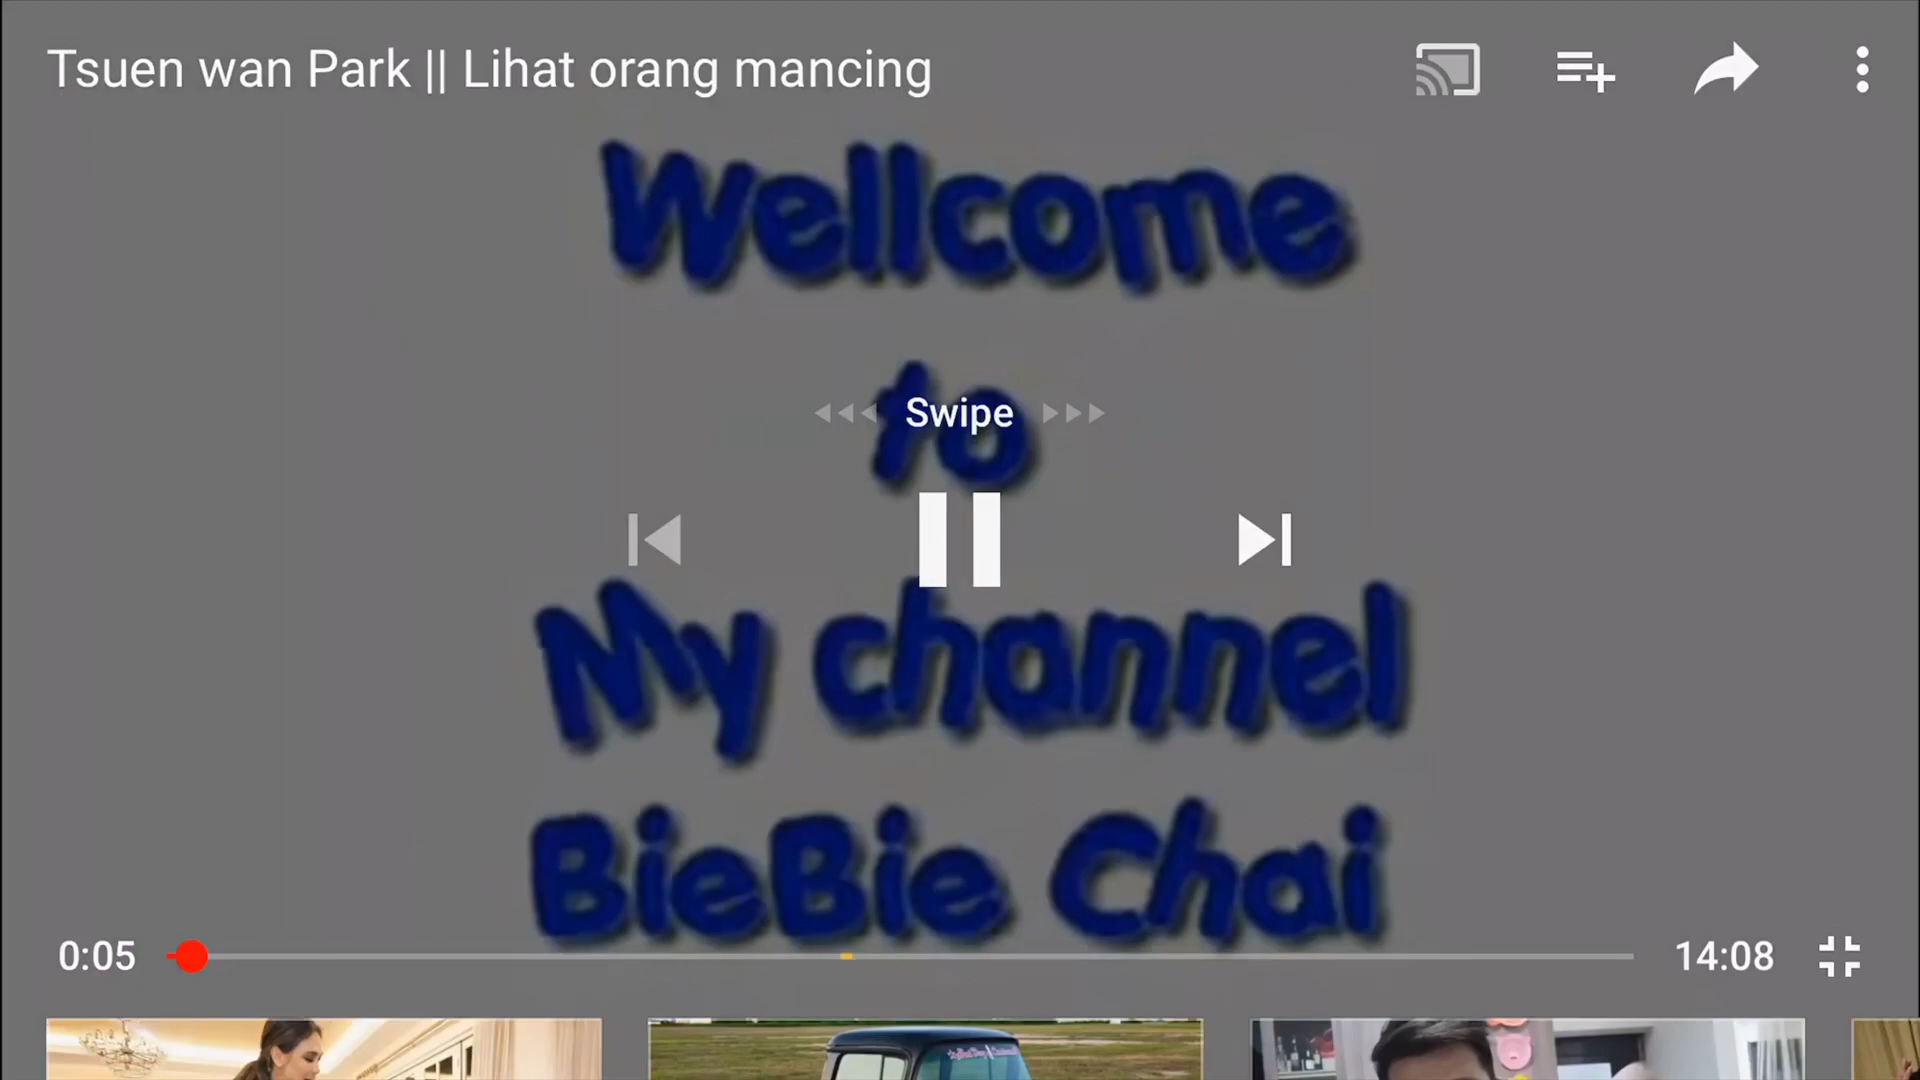 Tsuen wan Park || Lihat orang mancing
Wellcome
to
Swipe
My channel
BieBie Chai
0:05
14:08